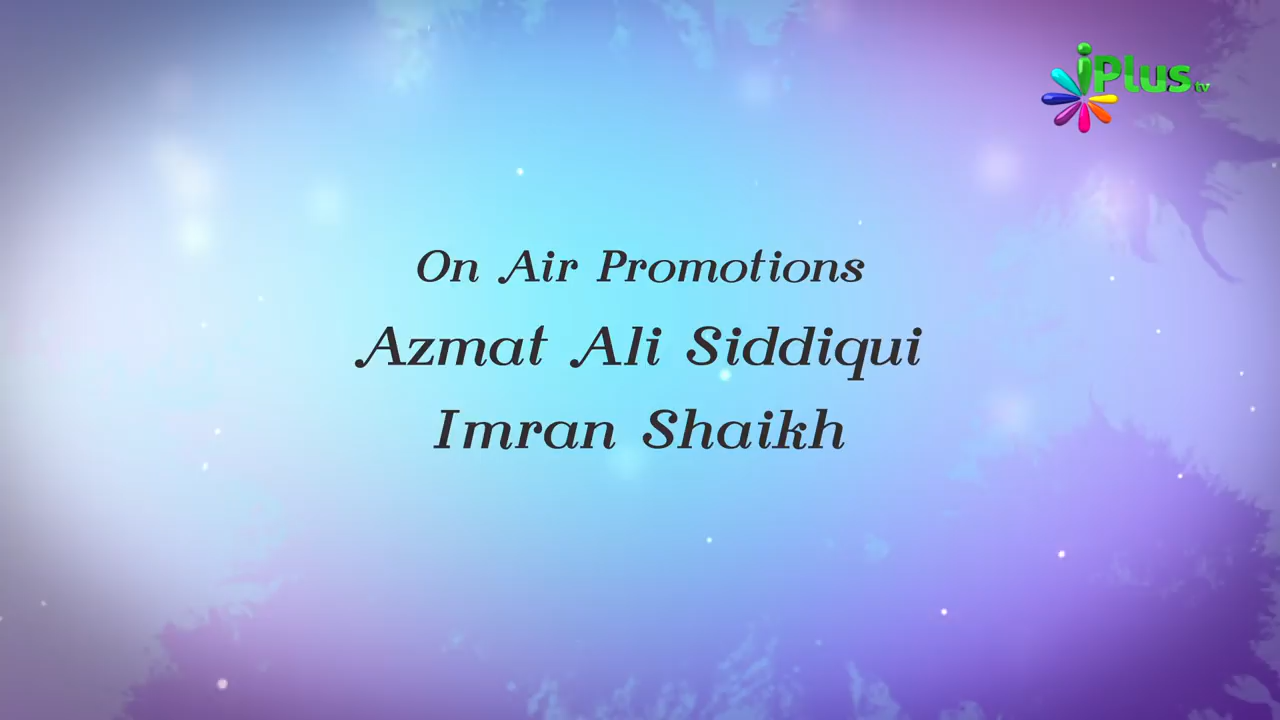 iPlus tv
On Air Promotions
Azmat Ali Siddiqui
Imran Shaikh